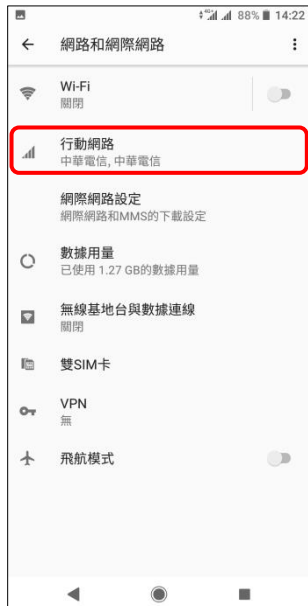 88% 14:22
網路和網際網路
Wi-Fi
關閉
行動網路
中華電信, 中華電信
網際網路設定
網際網路和MMS的下載設定
數據用量
已使用 1.27 GB的數據用量
無線基地台與數據連線
關閉
雙SIM卡
VPN
無
飛航模式